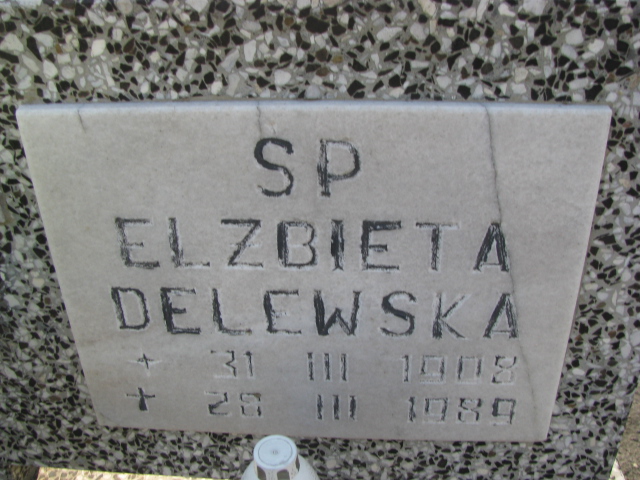 SP
ELZBIETA
DELEWSKA
+ 31 III 1908
+ 28 III 1989